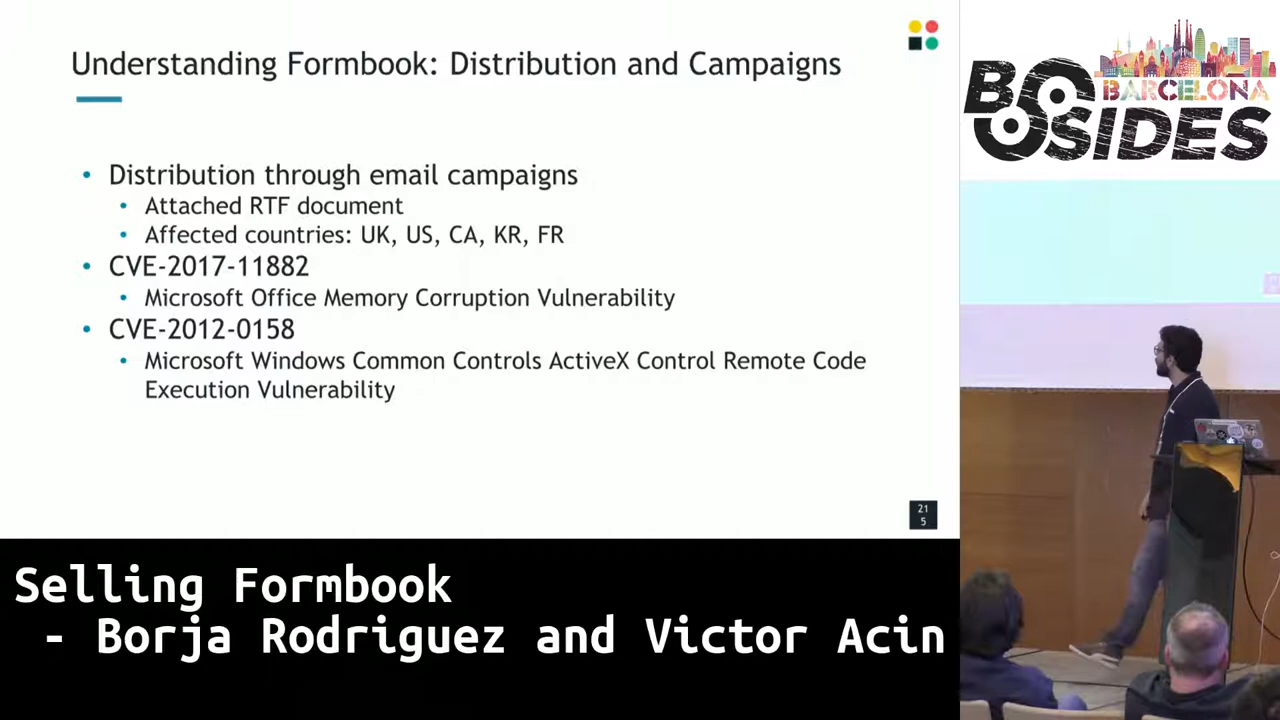 Understanding Formbook: Distribution and Campaigns
• Distribution through email campaigns
• Attached RTF document
• Affected countries: UK, US, CA, KR, FR
• CVE-2017-11882
• Microsoft Office Memory Corruption Vulnerability
• CVE-2012-0158
• Microsoft Windows Common Controls ActiveX Control Remote Code
Execution Vulnerability
21
5
Selling Formbook
- Borja Rodriguez and Victor Acin
BSIDES
BARCELONA